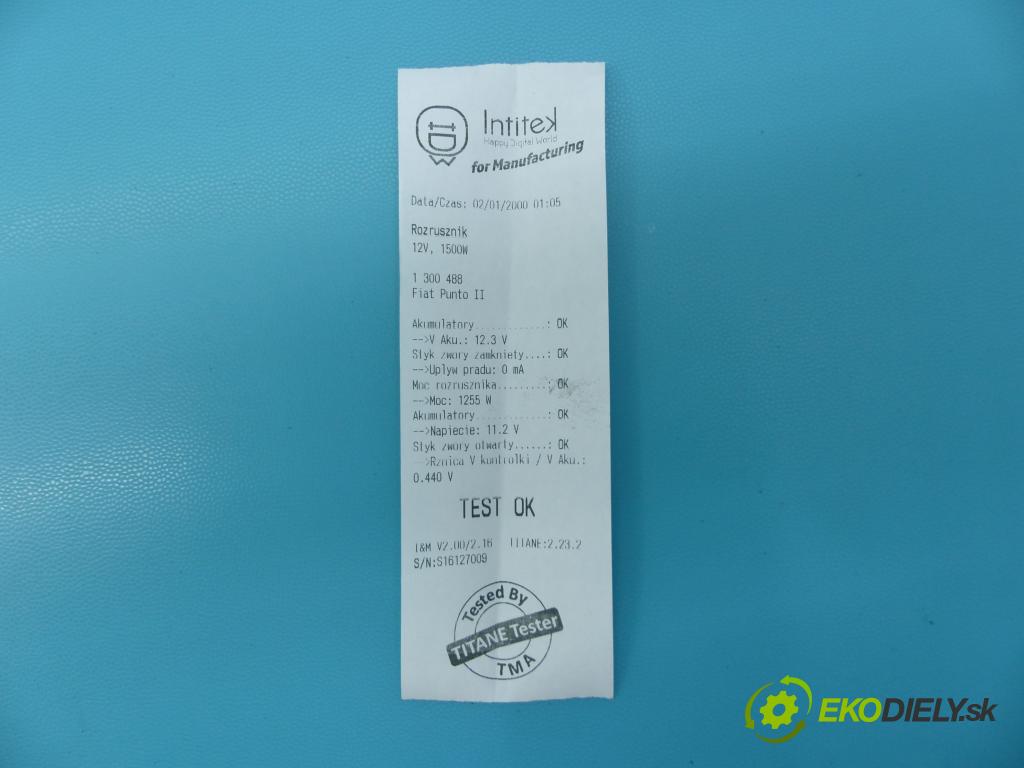 Intitek
Happy Digital World
for Manufacturing
Data/Czas: 02/01/2000 01:05
Rozrusznik
12V, 1500W
1 300 488
Fiat Punto II
Akumulatory............: OK
-->V Aku.: 12.3 V
Styk zwory zamkniety....: OK
-->Uplyw pradu: 0 mA
Moc rozrusznika.........: OK
-->Moc: 1255 W
Akumulatory............: OK
-->Napiecie: 11.2 V
Styk zwory otwarty......: OK
-->Rznica V kontrolki / V Aku.:
0.440 V
TEST OK
T&M V2.00/2.16 TITANE:2.23.2
S/N:S16127009
Tested By
TITANE Tester
TMA
EKODIELY.sk